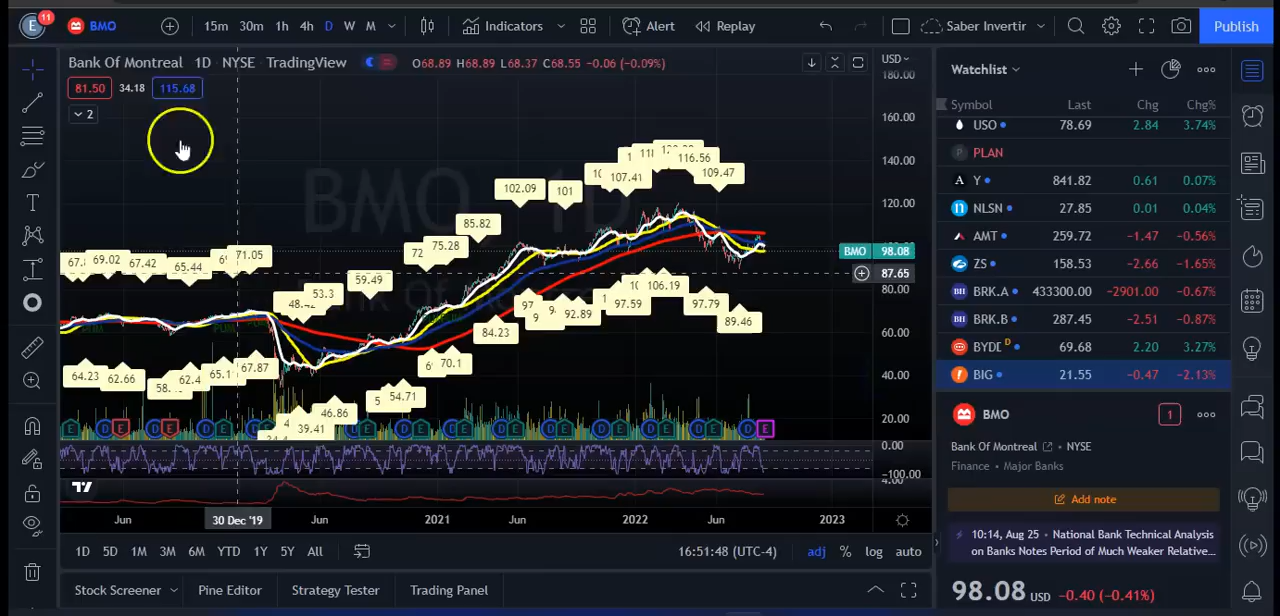 E 11 BMO 15m 30m 1h 4h D W M Indicators Alert Replay Saber Invertir Publish
Bank Of Montreal 1D NYSE TradingView O68.89 H68.89 L68.37 C68.55 -0.06 (-0.09%) USD
81.50 34.18 115.68
2
180.00
160.00
140.00
120.00
80.00
60.00
40.00
20.00
0.00
-100.00
4.00
BMO 98.08
87.65
BMO 1D
Bank Of Montreal
69.02 67.42 65.44 71.05 53.3 59.49 75.28 85.82 102.09 101 107.41 116.56 109.47
64.23 62.66 67.87 39.41 46.86 54.71 70.1 84.23 92.89 97.59 106.19 97.79 89.46
Jun 30 Dec '19 Jun 2021 Jun 2022 Jun 2023
1D 5D 1M 3M 6M YTD 1Y 5Y All 16:51:48 (UTC-4) adj % log auto
Stock Screener Pine Editor Strategy Tester Trading Panel
Watchlist
Symbol Last Chg Chg%
USO 78.69 2.84 3.74%
PLAN
Y 841.82 0.61 0.07%
NLSN 27.85 0.01 0.04%
AMT 259.72 -1.47 -0.56%
ZS 158.53 -2.66 -1.65%
BRK.A 433300.00 -2901.00 -0.67%
BRK.B 287.45 -2.51 -0.87%
BYDE D 69.68 2.20 3.27%
BIG 21.55 -0.47 -2.13%
BMO 1
Bank Of Montreal NYSE
Finance • Major Banks
Add note
10:14, Aug 25 • National Bank Technical Analysis
on Banks Notes Period of Much Weaker Relative...
98.08 USD -0.40 (-0.41%)